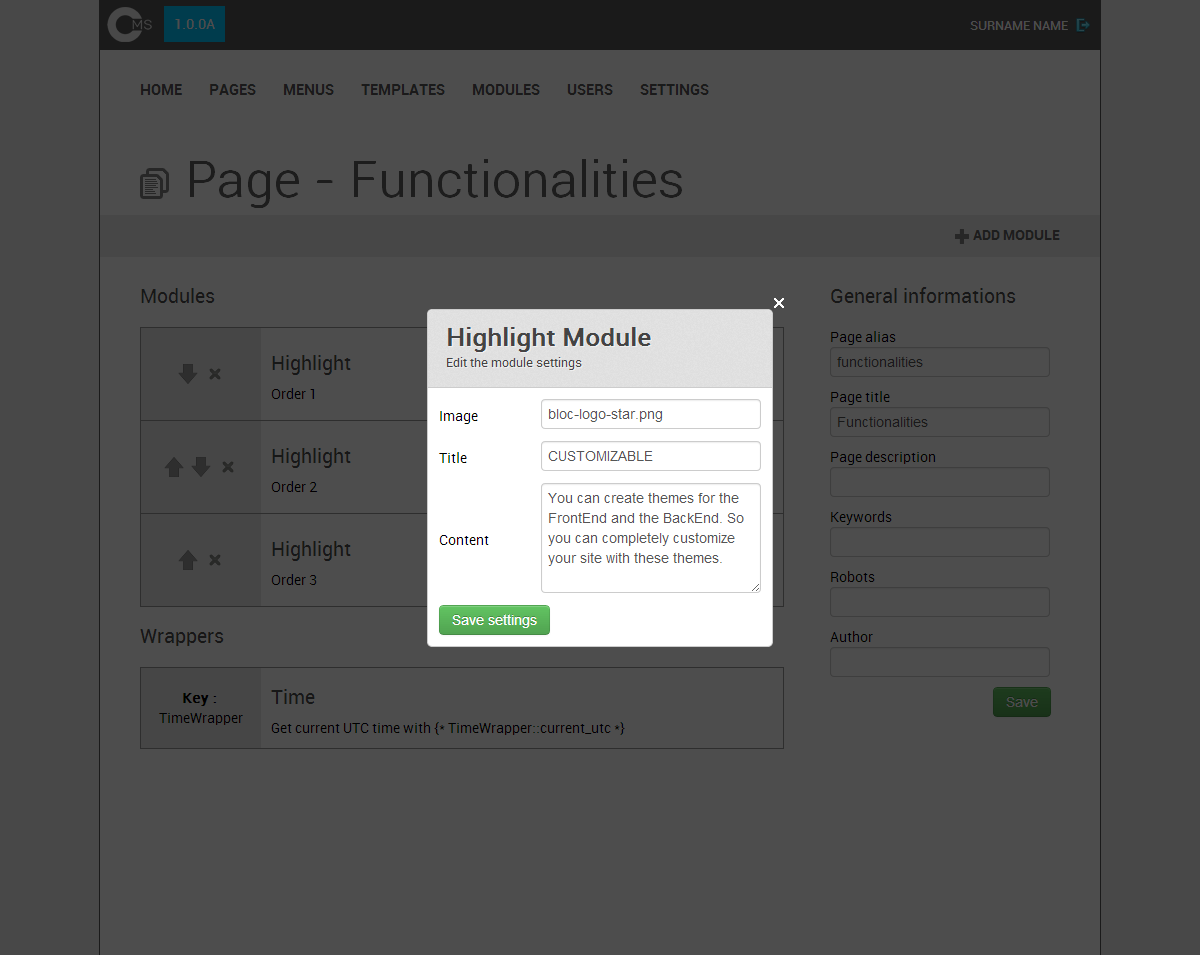 CMS 1.0.0A SURNAME NAME
HOME PAGES MENUS TEMPLATES MODULES USERS SETTINGS
Page - Functionalities
ADD MODULE
Modules
Highlight
Order 1
Highlight
Order 2
Highlight
Order 3
Wrappers
Key :
TimeWrapper
Time
Get current UTC time with {* TimeWrapper::current_utc *}
Highlight Module
Edit the module settings
Image
bloc-logo-star.png
Title
CUSTOMIZABLE
Content
You can create themes for the
FrontEnd and the BackEnd. So
you can completely customize
your site with these themes.
Save settings
General informations
Page alias
functionalities
Page title
Functionalities
Page description
Keywords
Robots
Author
Save